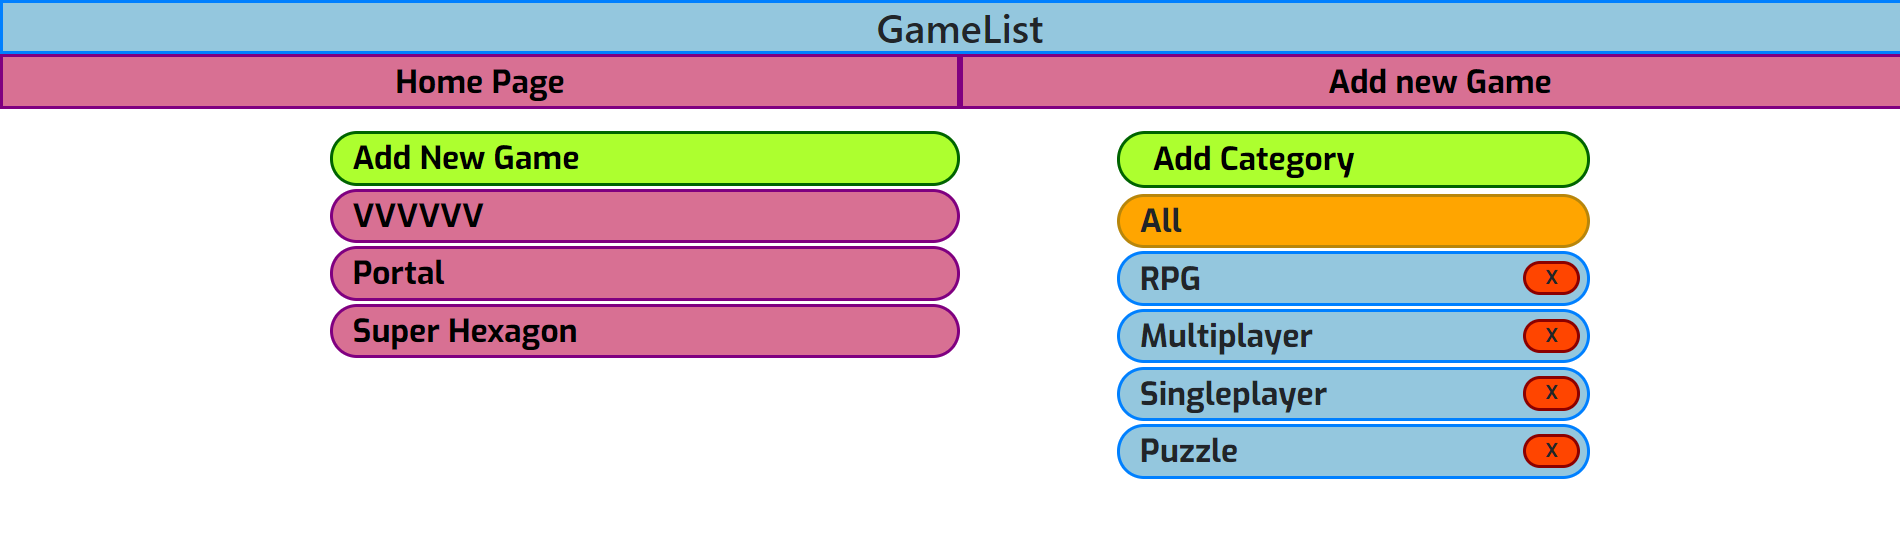 GameList
Home Page
Add new Game
Add New Game
VVVVVV
Portal
Super Hexagon
Add Category
All
RPG
X
Multiplayer
X
Singleplayer
X
Puzzle
X